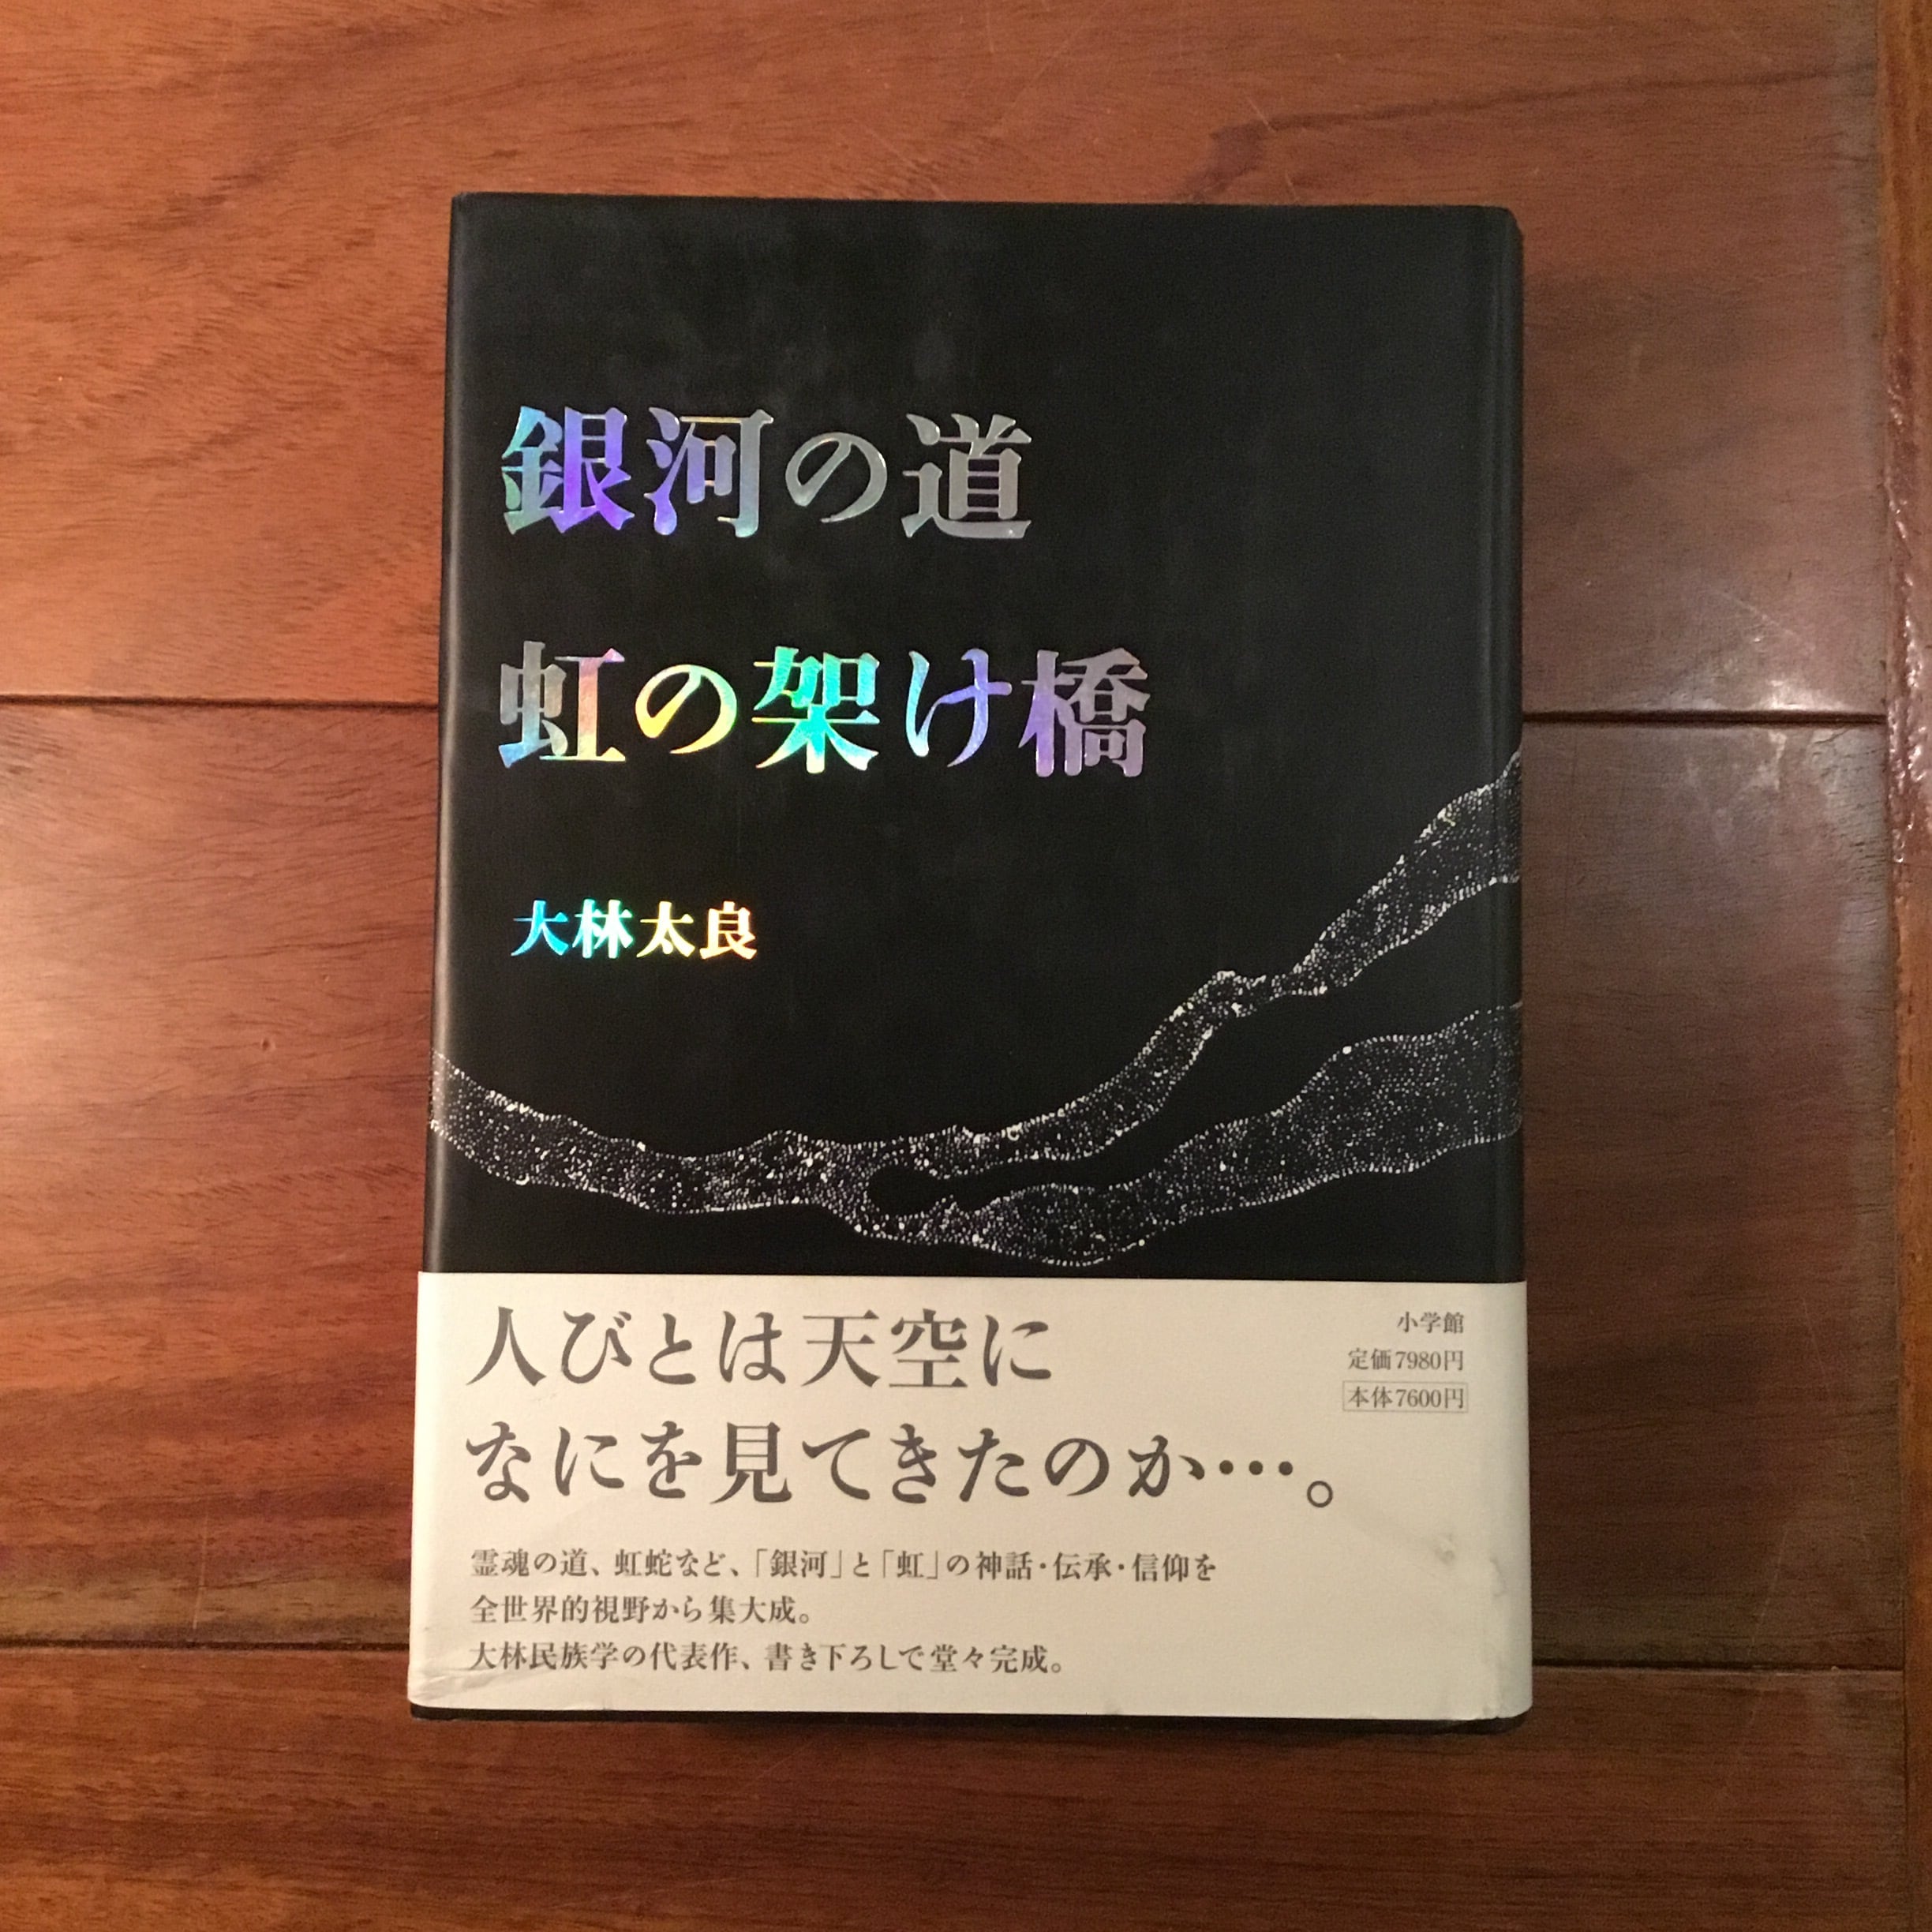 銀河の道
虹の架け橋
大林太良
人びとは天空に
なにを見てきたのか…。
小学館
定価7980円
本体7600円
霊魂の道、虹蛇など、「銀河」と「虹」の神話・伝承・信仰を
全世界的視野から集大成。
大林民族学の代表作、書き下ろしで堂々完成。